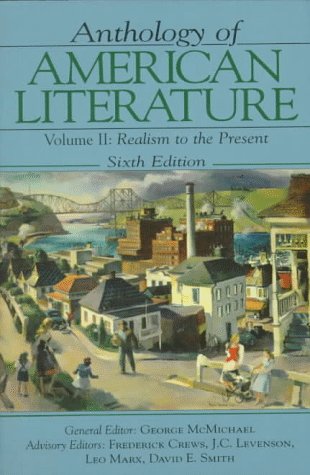 Anthology of
AMERICAN
LITERATURE
Volume II: Realism to the Present
Sixth Edition
General Editor: GEORGE MCMICHAEL
Advisory Editors: FREDERICK CREWS, J.C. LEVENSON,
LEO MARX, DAVID E. SMITH